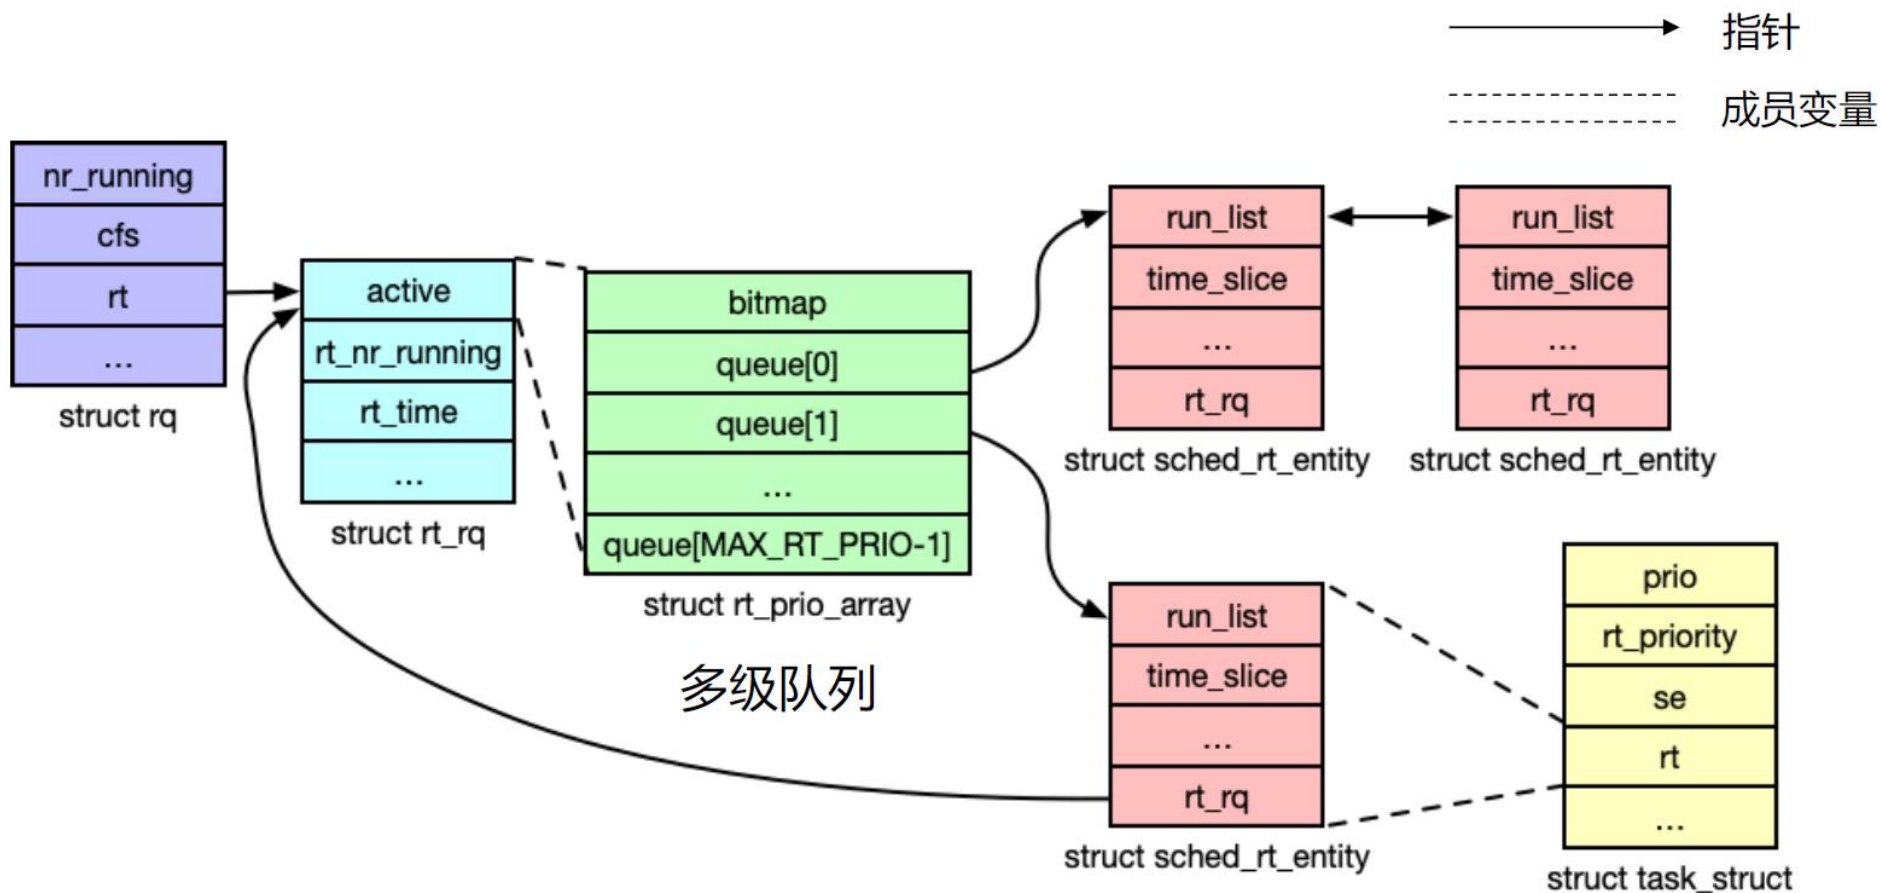 指针
成员变量
nr_running
cfs
rt
...
struct rq
active
rt_nr_running
rt_time
...
struct rt_rq
bitmap
queue[0]
queue[1]
...
queue[MAX_RT_PRIO-1]
struct rt_prio_array
多级队列
run_list
time_slice
...
rt_rq
struct sched_rt_entity
run_list
time_slice
...
rt_rq
struct sched_rt_entity
run_list
time_slice
...
rt_rq
struct sched_rt_entity
prio
rt_priority
se
rt
...
struct task_struct